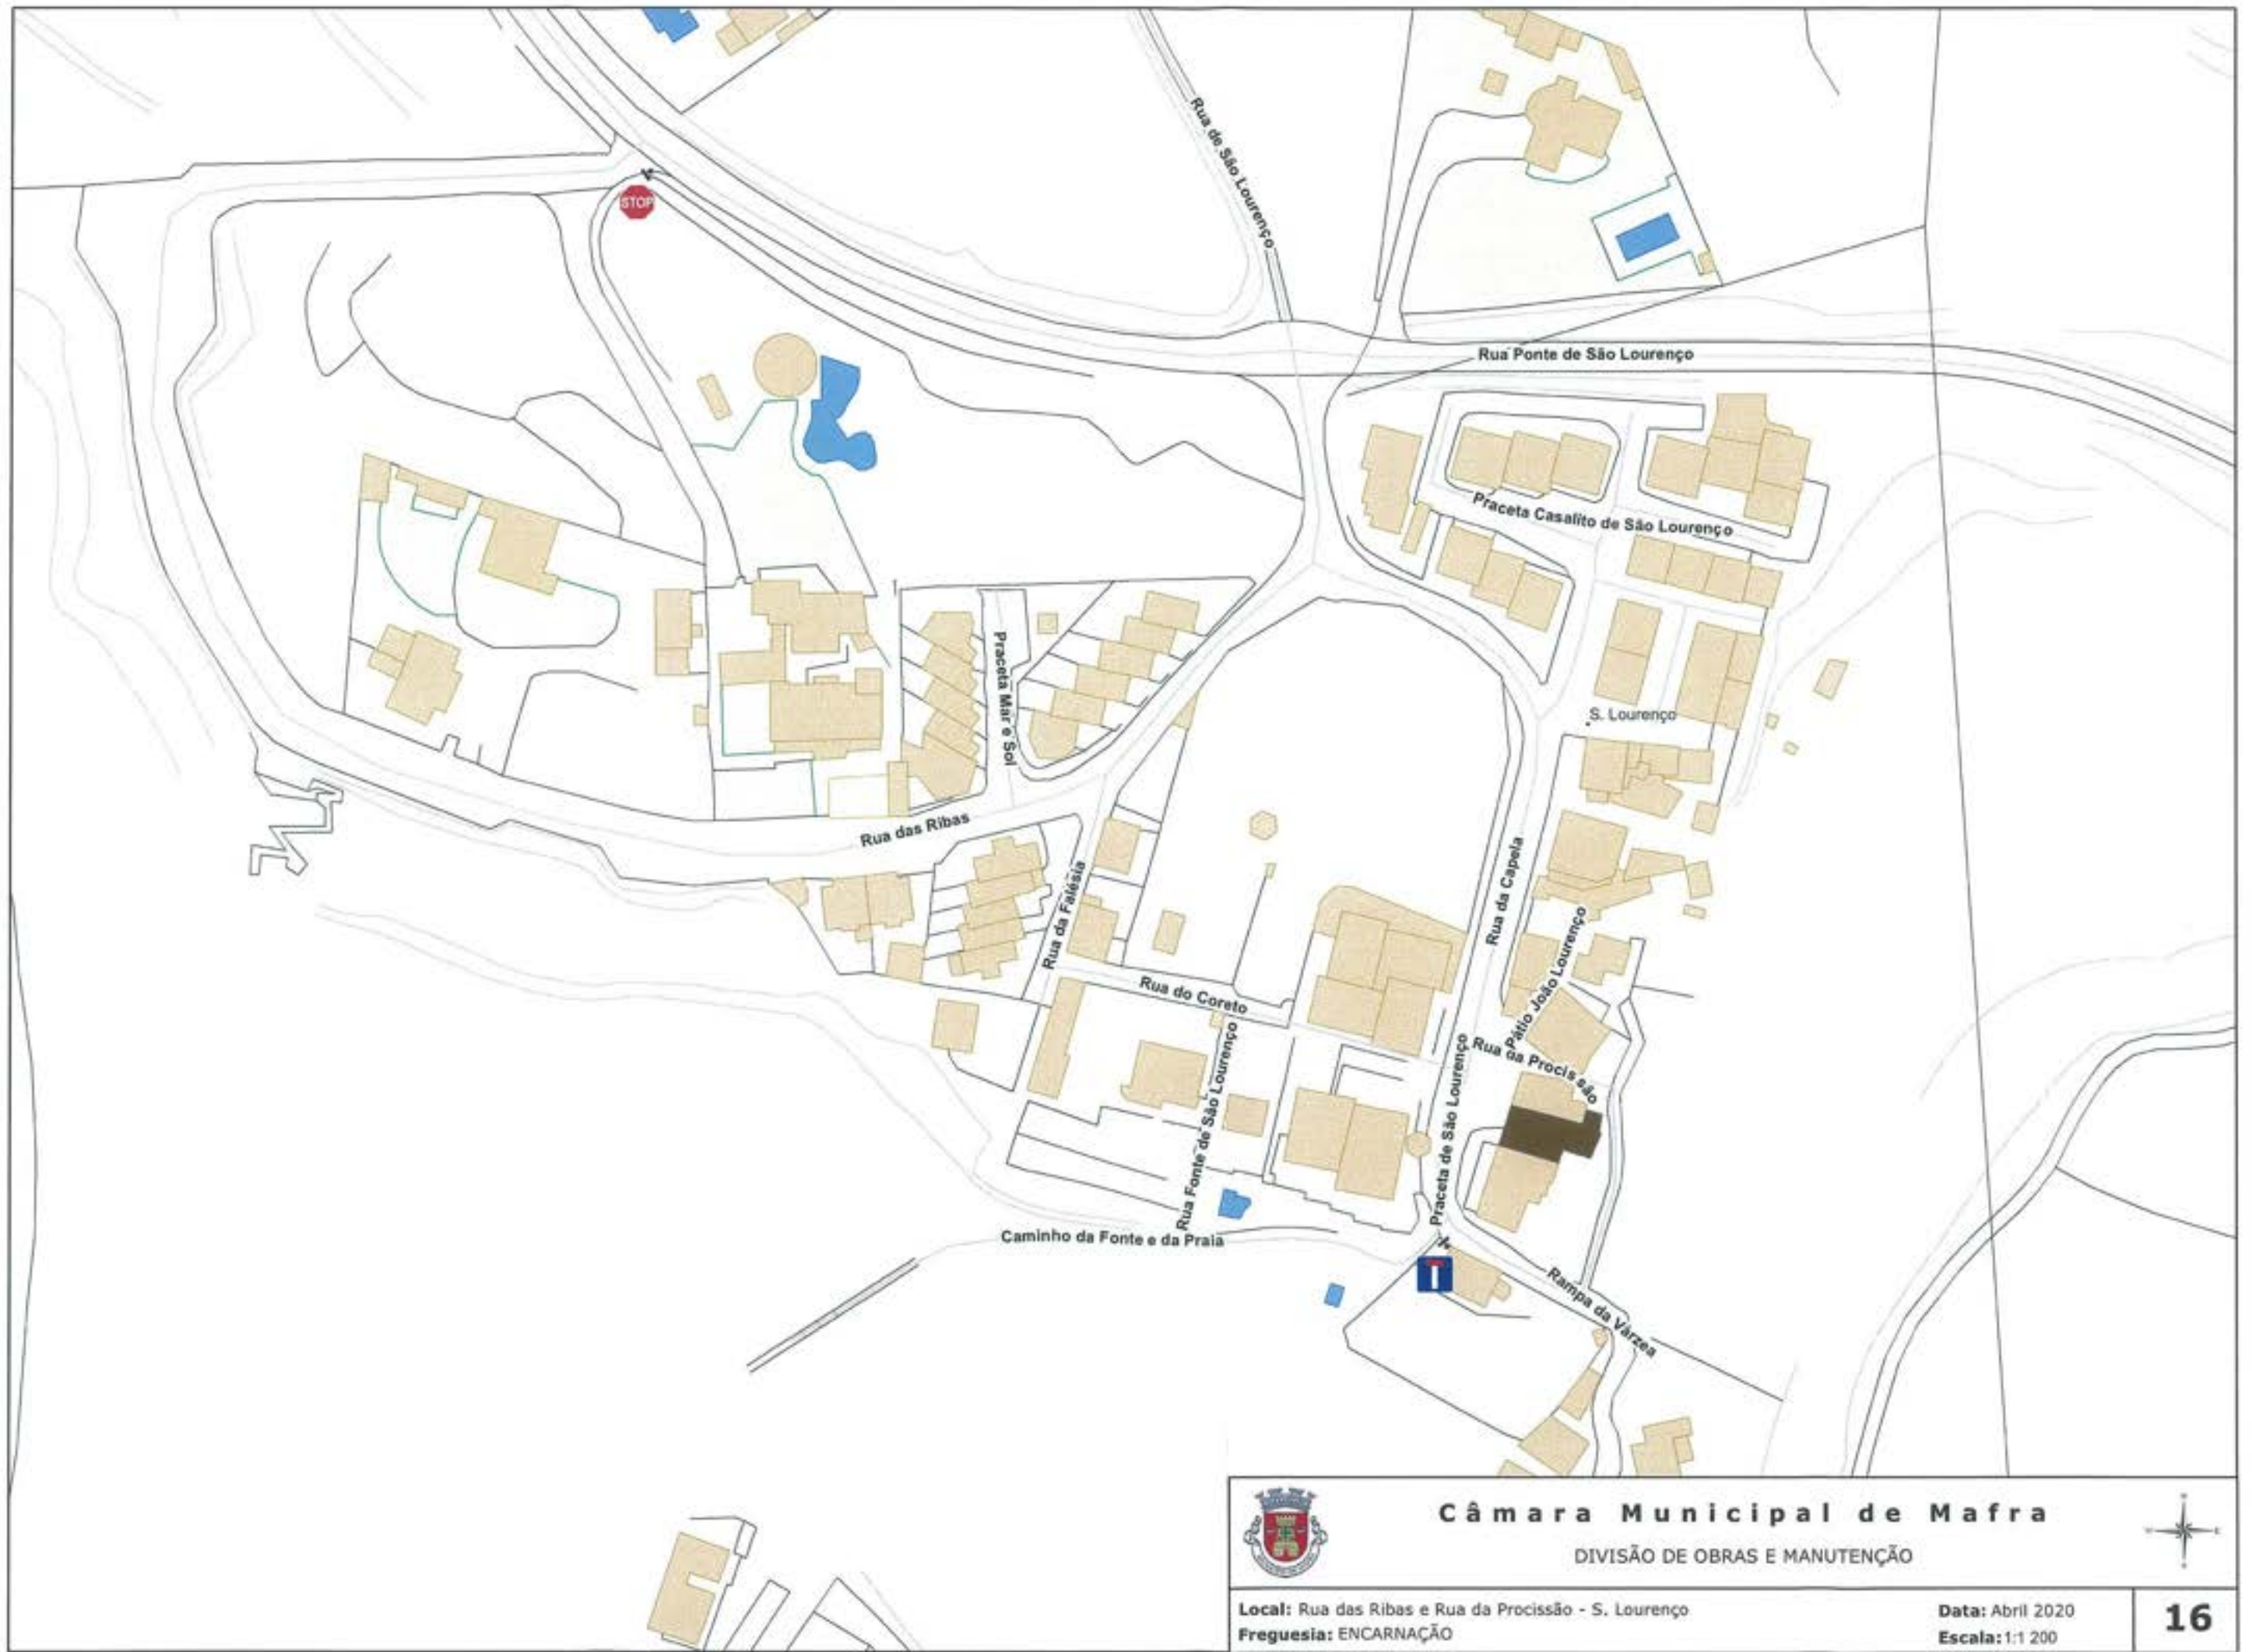 STOP
Rua de São Lourenço
Rua Ponte de São Lourenço
Praceta Casalito de São Lourenço
Praceta Mar e Sol
S. Lourenço
Rua das Ribas
Rua da Falésia
Rua da Capela
Pátio João Lourenço
Rua do Coreto
Rua da Procissão
Rua Fonte de São Lourenço
Praceta de São Lourenço
Caminho da Fonte e da Praia
Rampa da Várzea
Câmara Municipal de Mafra
DIVISÃO DE OBRAS E MANUTENÇÃO
Local: Rua das Ribas e Rua da Procissão - S. Lourenço
Freguesia: ENCARNAÇÃO
Data: Abril 2020
Escala:1:1 200
16